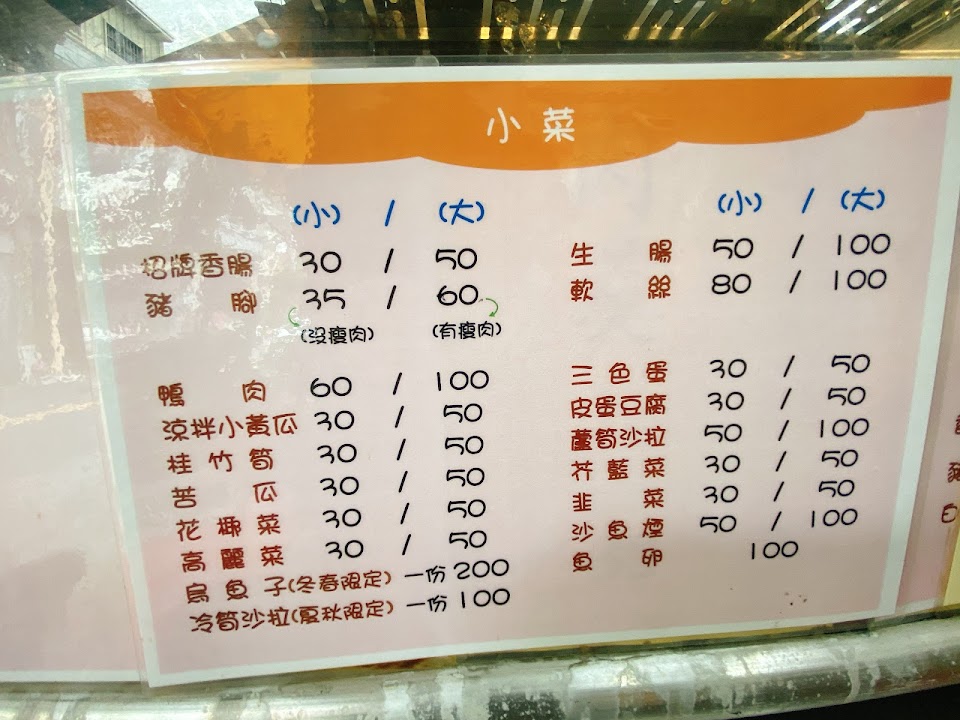 小菜
(小) / (大)
招牌香腸 30 / 50
豬腳 35 / 60
(沒瘦肉) (有瘦肉)
鴨肉 60 / 100
涼拌小黃瓜 30 / 50
桂竹筍 30 / 50
苦瓜 30 / 50
花椰菜 30 / 50
高麗菜 30 / 50
烏魚子(冬春限定) 一份 200
冷筍沙拉(夏秋限定) 一份 100
(小) / (大)
生腸 50 / 100
軟絲 80 / 100
三色蛋 30 / 50
皮蛋豆腐 30 / 50
蘆筍沙拉 50 / 100
芥藍菜 30 / 50
韭菜 30 / 50
沙魚煙 50 / 100
魚卵 100